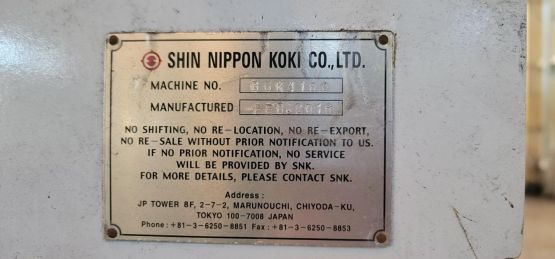 SHIN NIPPON KOKI CO.,LTD.
MACHINE NO.
MANUFACTURED
NO SHIFTING, NO RE-LOCATION, NO RE-EXPORT,
NO RE-SALE WITHOUT PRIOR NOTIFICATION TO US.
IF NO PRIOR NOTIFICATION, NO SERVICE
WILL BE PROVIDED BY SNK.
FOR MORE DETAILS, PLEASE CONTACT SNK.
Address:
JP TOWER 8F, 2-7-2, MARUNOUCHI, CHIYODA-KU,
TOKYO 100-7008 JAPAN
Phone:+81-3-6250-8851 Fax:+81-3-6250-8853